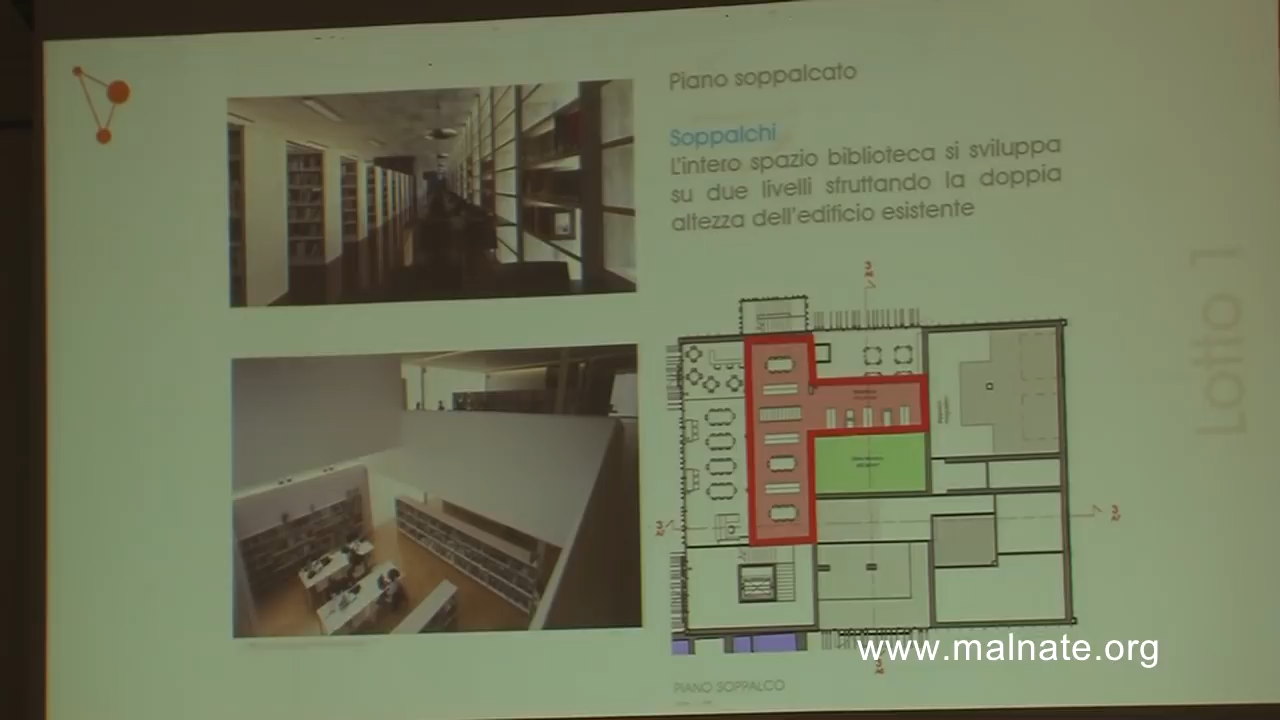 Piano soppalcato
Soppalchi
L'intero spazio biblioteca si sviluppa
su due livelli sfruttando la doppia
altezza dell'edificio esistente
Lotto 1
PIANO SOPPALCO
www.malnate.org